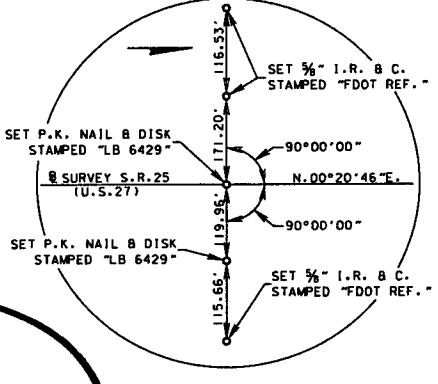 116.53'
SET 5/8" I.R. & C.
STAMPED "FDOT REF."
171.20'
SET P.K. NAIL & DISK
STAMPED "LB 6429"
90°00'00"
℄ SURVEY S.R.25
(U.S.27)
N.00°20'46"E.
119.96'
90°00'00"
SET P.K. NAIL & DISK
STAMPED "LB 6429"
115.66'
SET 5/8" I.R. & C.
STAMPED "FDOT REF."